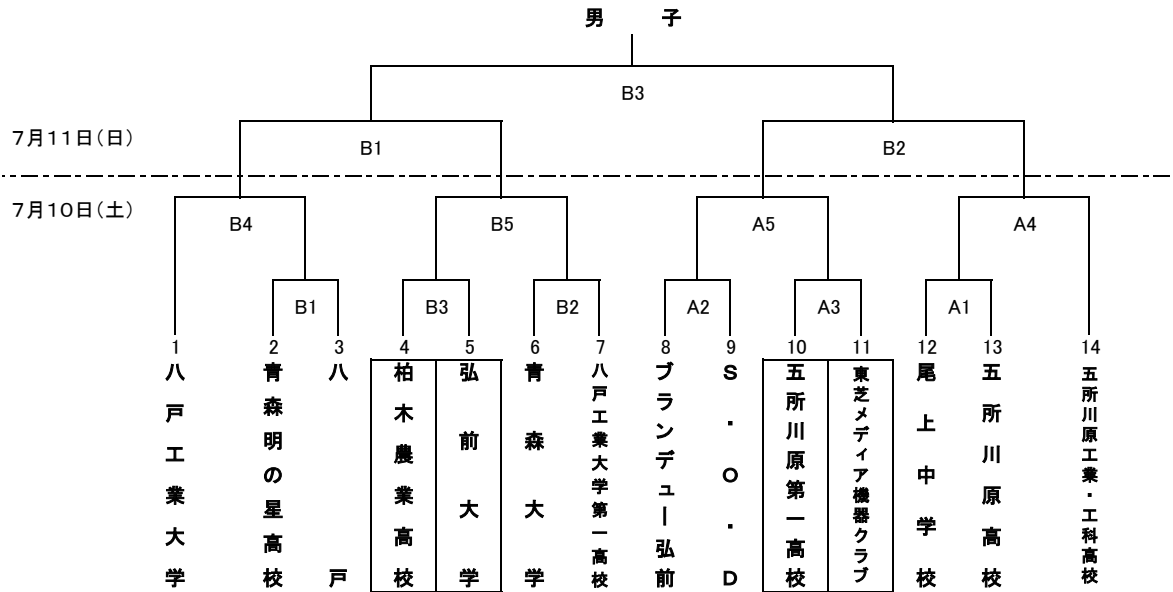 男 子
B3
7月11日(日)
B1 B2
7月10日(土)
B4 B5 A5 A4
B1 B3 B2 A2 A3 A1
1 2 3 4 5 6 7 8 9 10 11 12 13 14
八戸工業大学
青森明の星高校
八戸
柏木農業高校
弘前大学
青森大学
八戸工業大学第一高校
ブランデュー弘前
S・O・D
五所川原第一高校
東芝メディア機器クラブ
尾上中学校
五所川原高校
五所川原工業・工科高校